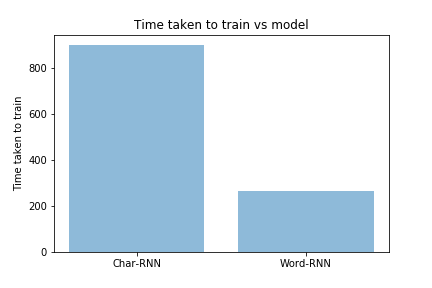 Time taken to train vs model
Time taken to train
800
600
400
200
0
Char-RNN
Word-RNN